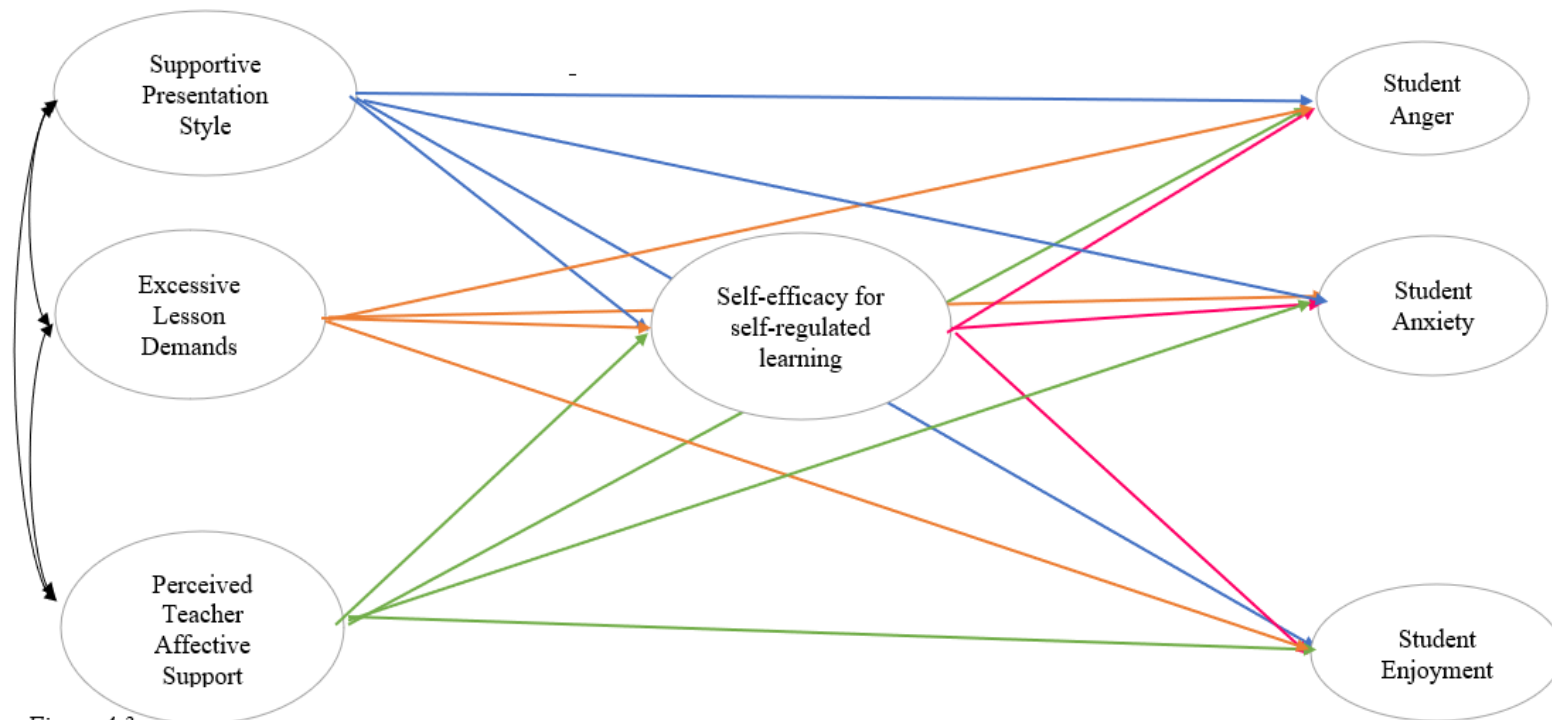 Supportive
Presentation
Style
-
Student
Anger
Excessive
Lesson
Demands
Self-efficacy for
self-regulated
learning
Student
Anxiety
Perceived
Teacher
Affective
Support
Student
Enjoyment